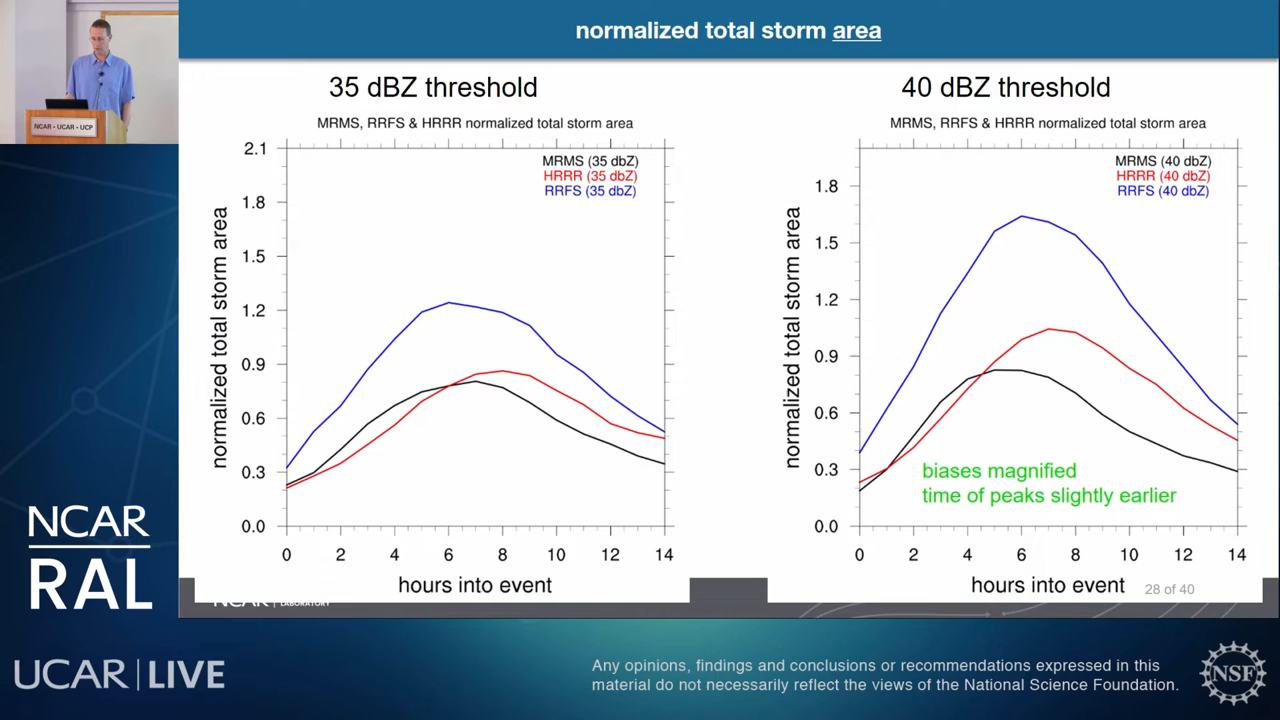 normalized total storm area
NCAR • UCAR • UCP
35 dBZ threshold
MRMS, RRFS & HRRR normalized total storm area
MRMS (35 dbZ)
HRRR (35 dbZ)
RRFS (35 dbZ)
2.1
1.8
1.5
1.2
0.9
0.6
0.3
0.0
normalized total storm area
0 2 4 6 8 10 12 14
hours into event
40 dBZ threshold
MRMS, RRFS & HRRR normalized total storm area
MRMS (40 dbZ)
HRRR (40 dbZ)
RRFS (40 dbZ)
1.8
1.5
1.2
0.9
0.6
0.3
0.0
normalized total storm area
biases magnified
time of peaks slightly earlier
0 2 4 6 8 10 12 14
hours into event
28 of 40
NCAR
RAL
NCAR LABORATORY
UCAR | LIVE
Any opinions, findings and conclusions or recommendations expressed in this
material do not necessarily reflect the views of the National Science Foundation.
NSF